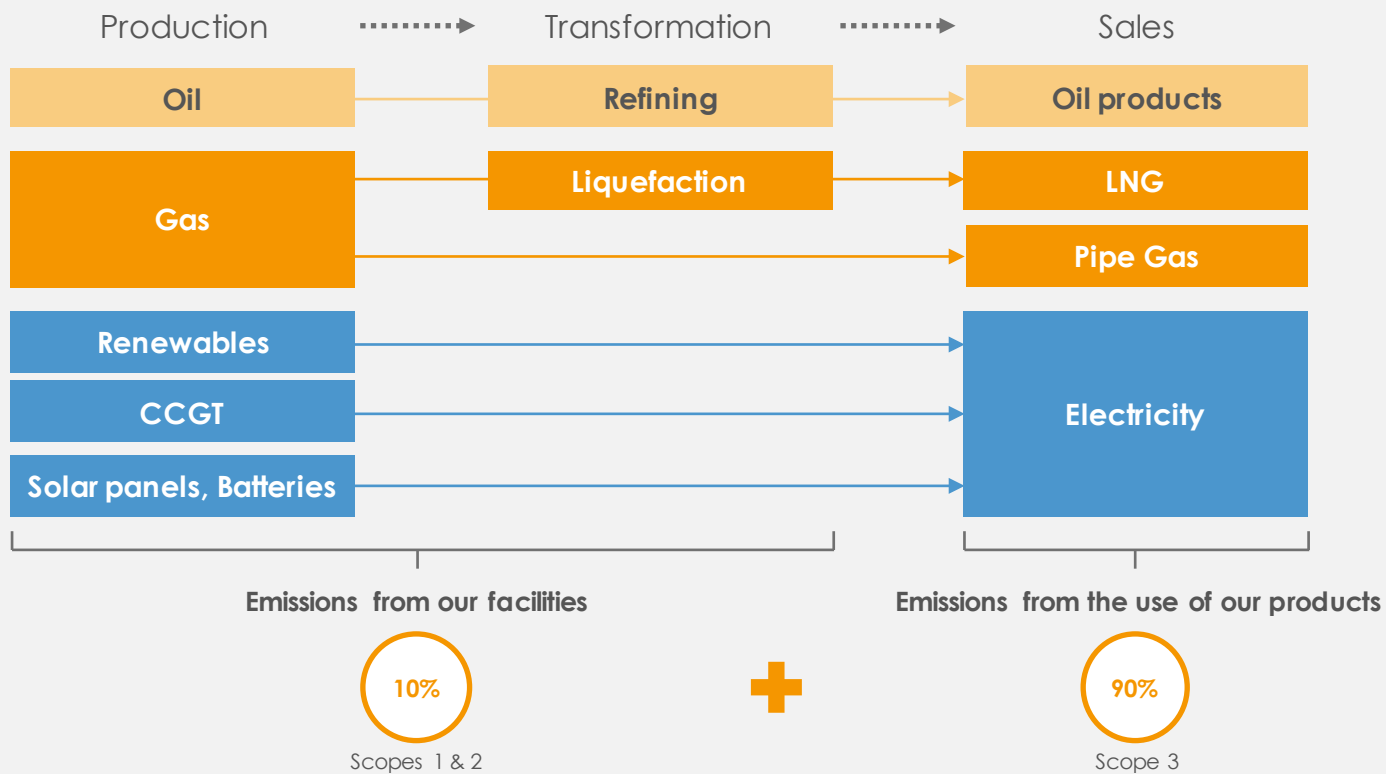 Production
Transformation
Sales
Oil
Refining
Oil products
Gas
Liquefaction
LNG
Pipe Gas
Renewables
CCGT
Solar panels, Batteries
Electricity
Emissions from our facilities
Emissions from the use of our products
10%
90%
Scopes 1 & 2
Scope 3